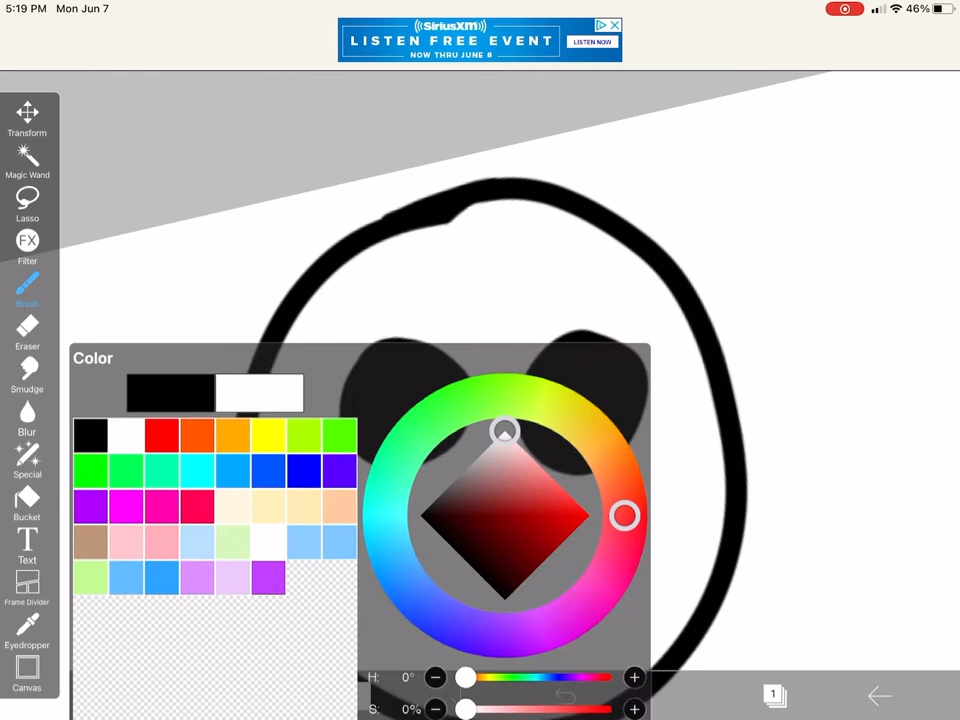 5:19 PM Mon Jun 7
46%
((SiriusXM))
LISTEN FREE EVENT
NOW THRU JUNE 8
LISTEN NOW
Transform
Magic Wand
Lasso
FX
Filter
Brush
Eraser
Smudge
Blur
Special
Bucket
T
Text
Frame Divider
Eyedropper
Canvas
Color
H: 0°
S: 0%
1